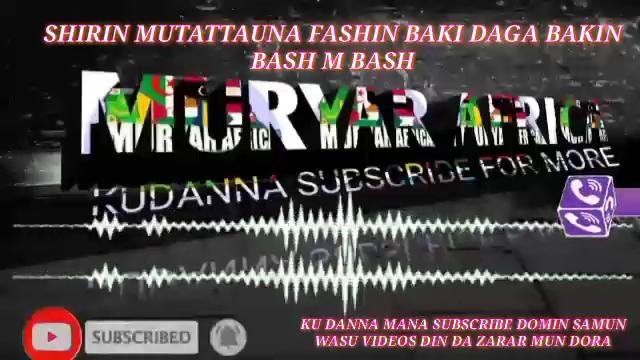 SHIRIN MUTATTAUNA FASHIN BAKI DAGA BAKIN
BASH M BASH
MURYAR AFRICA
KUDANNA SUBSCRIBE FOR MORE
SUBSCRIBED
KU DANNA MANA SUBSCRIBE DOMIN SAMUN
WASU VIDEOS DIN DA ZARAR MUN DORA